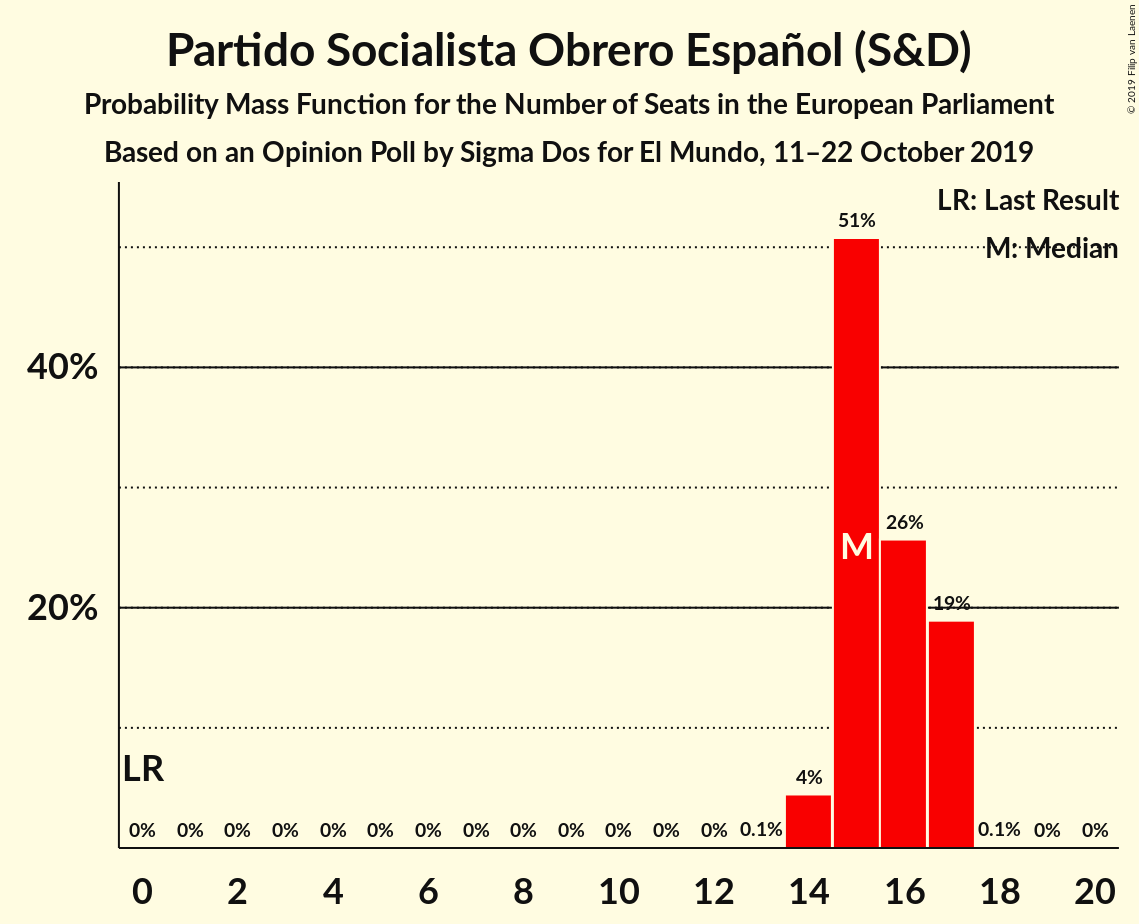 Partido Socialista Obrero Español (S&D)
Probability Mass Function for the Number of Seats in the European Parliament
Based on an Opinion Poll by Sigma Dos for El Mundo, 11–22 October 2019
© 2019 Filip van Laenen
LR: Last Result
M: Median
51%
40%
26%
M
20%
19%
LR
4%
0% 0% 0% 0% 0% 0% 0% 0% 0% 0% 0% 0% 0% 0.1% 0.1% 0% 0%
0 2 4 6 8 10 12 14 16 18 20